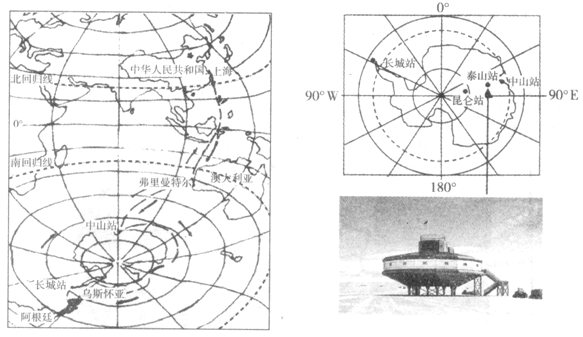 中华人民共和国
上海
北回归线
0°
南回归线
弗里曼特尔
澳大利亚
中山站
长城站
乌斯怀亚
阿根廷
0°
长城站
泰山站
中山站
昆仑站
90°W
90°E
180°